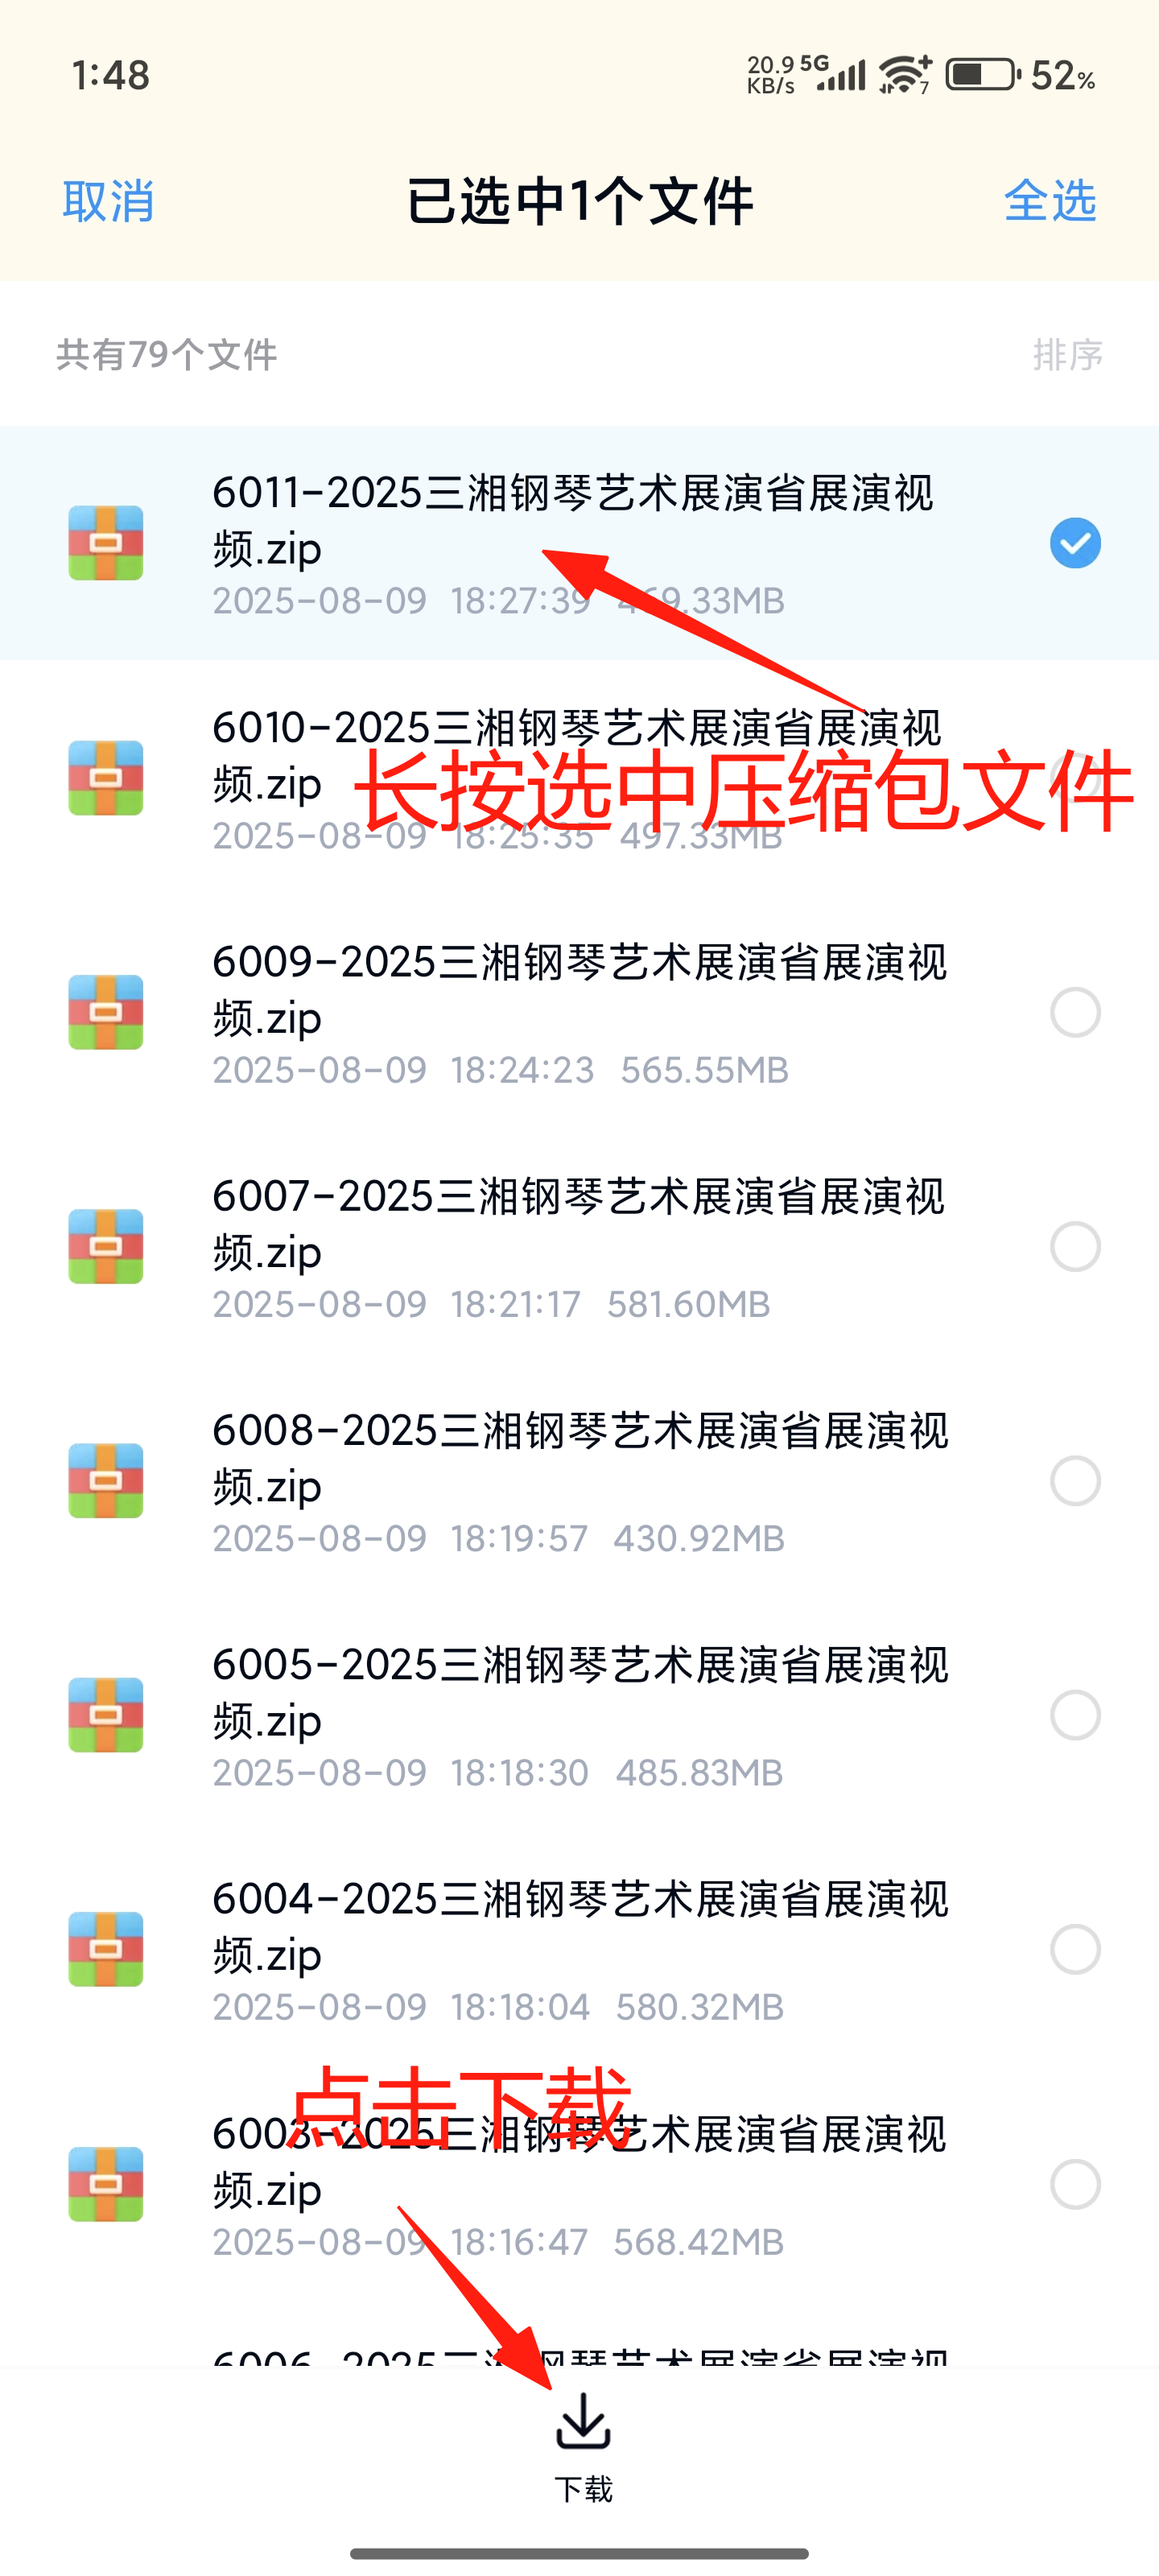 1:48
20.9 KB/s 5G 7 52%
取消 已选中1个文件 全选
共有79个文件 排序
6011-2025三湘钢琴艺术展演省展演视
频.zip
2025-08-09 18:27:39 469.33MB
6010-2025三湘钢琴艺术展演省展演视
频.zip
长按选中压缩包文件
2025-08-09 18:25:35 497.33MB
6009-2025三湘钢琴艺术展演省展演视
频.zip
2025-08-09 18:24:23 565.55MB
6007-2025三湘钢琴艺术展演省展演视
频.zip
2025-08-09 18:21:17 581.60MB
6008-2025三湘钢琴艺术展演省展演视
频.zip
2025-08-09 18:19:57 430.92MB
6005-2025三湘钢琴艺术展演省展演视
频.zip
2025-08-09 18:18:30 485.83MB
6004-2025三湘钢琴艺术展演省展演视
频.zip
2025-08-09 18:18:04 580.32MB
点击下载
6003-2025三湘钢琴艺术展演省展演视
频.zip
2025-08-09 18:16:47 568.42MB
6006-2025三湘钢琴艺术展演省展演视
下载